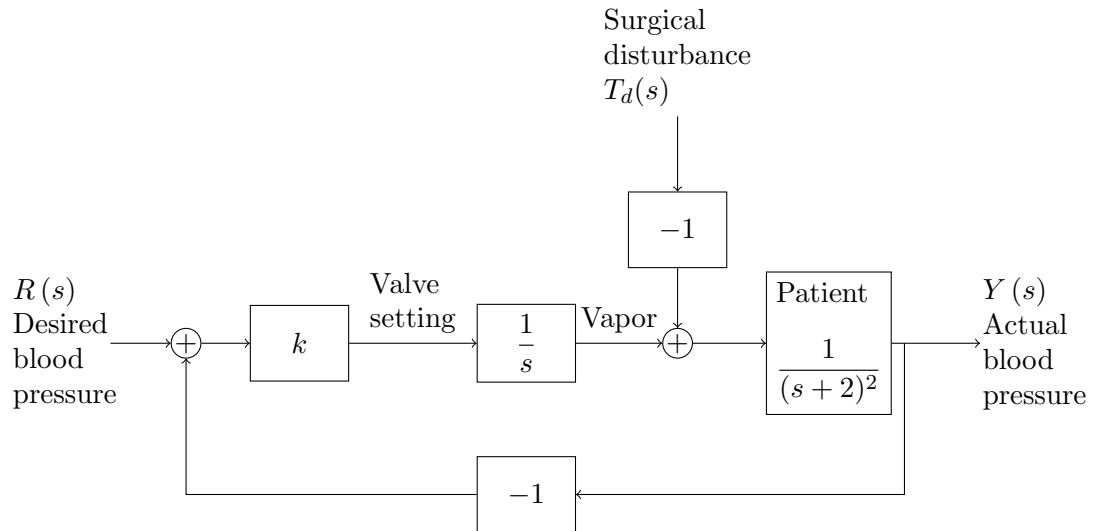 Surgical
disturbance
T_d(s)
−1
R (s)
Desired
blood
pressure
+
k
Valve
setting
1
s
Vapor
+
Patient
1
(s + 2)²
Y (s)
Actual
blood
pressure
−1